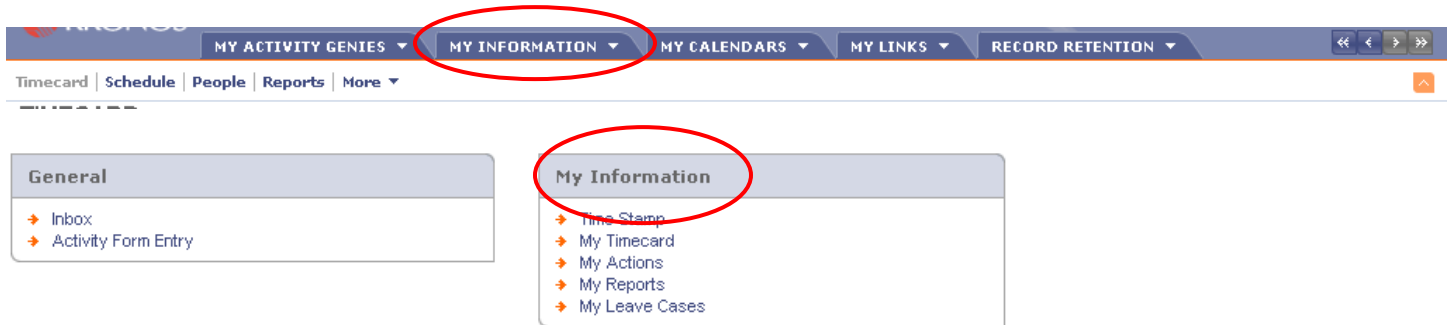 MY ACTIVITY GENIES MY INFORMATION MY CALENDARS MY LINKS RECORD RETENTION
Timecard | Schedule | People | Reports | More
General
Inbox
Activity Form Entry
My Information
Time Stamp
My Timecard
My Actions
My Reports
My Leave Cases